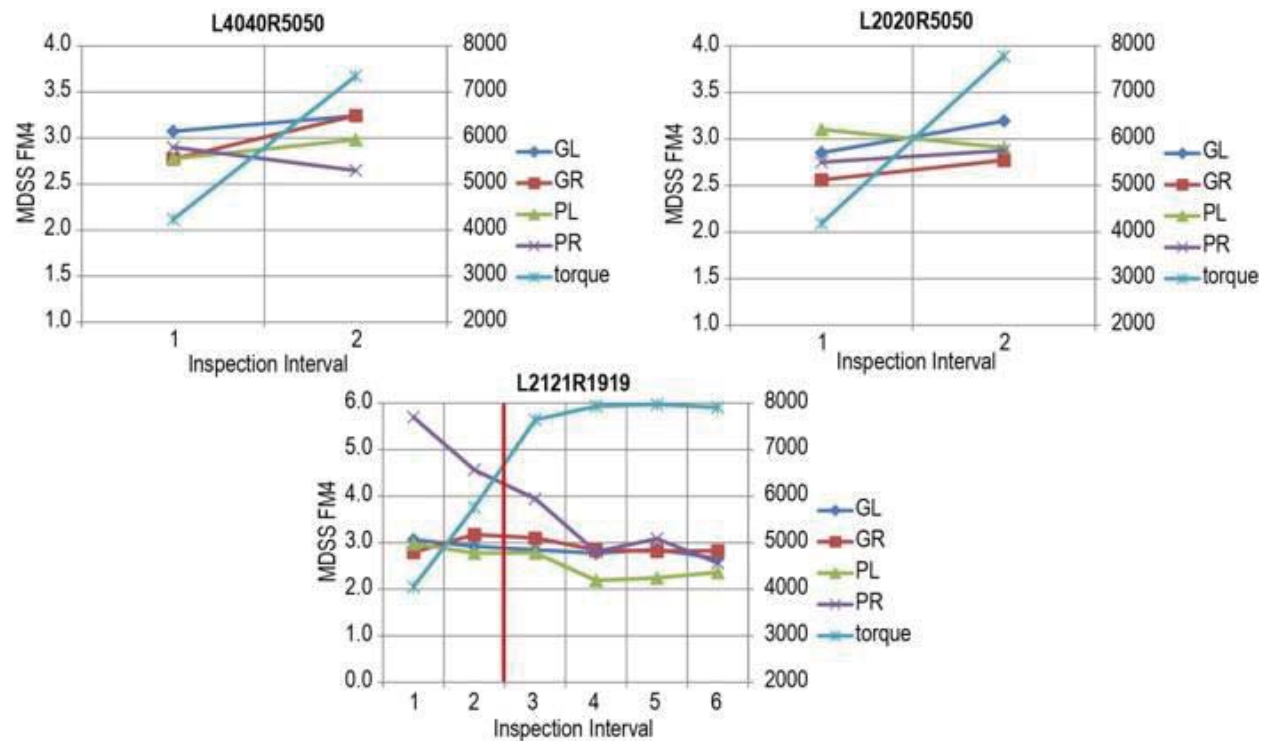 L4040R5050
4.0
3.5
3.0
2.5
2.0
1.5
1.0
MDSS FM4
8000
7000
6000
5000
4000
3000
2000
1
2
Inspection Interval
GL
GR
PL
PR
torque
L2020R5050
4.0
3.5
3.0
2.5
2.0
1.5
1.0
MDSS FM4
8000
7000
6000
5000
4000
3000
2000
1
2
Inspection Interval
GL
GR
PL
PR
torque
L2121R1919
6.0
5.0
4.0
3.0
2.0
1.0
0.0
MDSS FM4
8000
7000
6000
5000
4000
3000
2000
1 2 3 4 5 6
Inspection Interval
GL
GR
PL
PR
torque